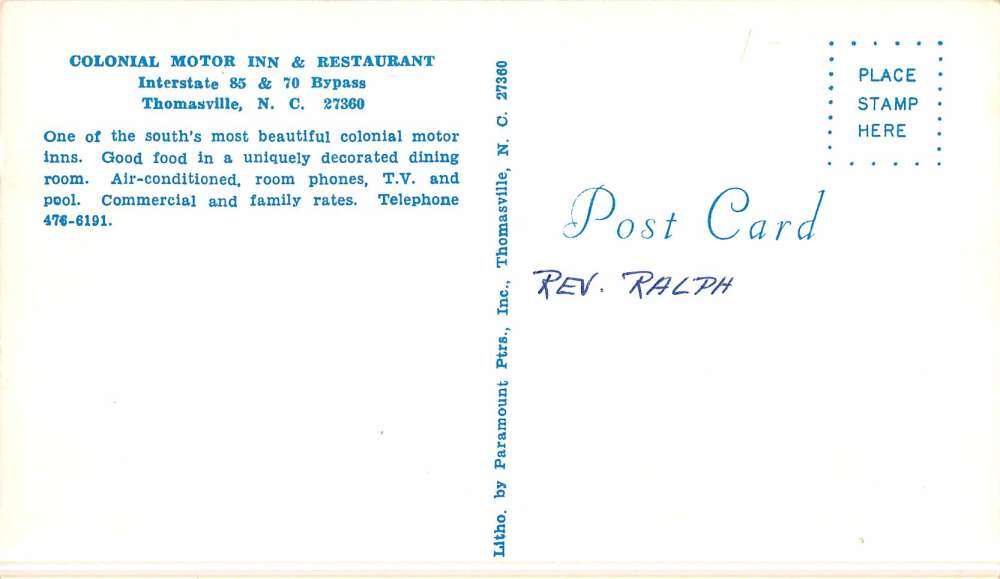 COLONIAL MOTOR INN & RESTAURANT
Interstate 85 & 70 Bypass
Thomasville, N. C. 27360
One of the south's most beautiful colonial motor
inns. Good food in a uniquely decorated dining
room. Air-conditioned, room phones, T.V. and
pool. Commercial and family rates. Telephone
476-6191.
Litho. by Paramount Ptrs., Inc., Thomasville, N. C. 27360
PLACE
STAMP
HERE
Post Card
REV. RALPH